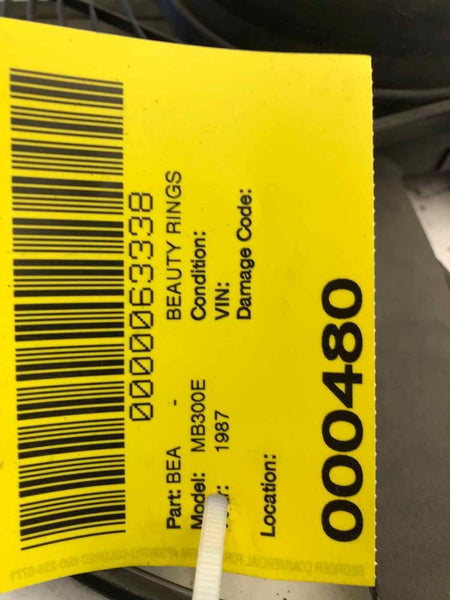 0000063338
Part: BEA - BEAUTY RINGS
Model: MB300E Condition:
1987 VIN:
Damage Code:
Location:
000480